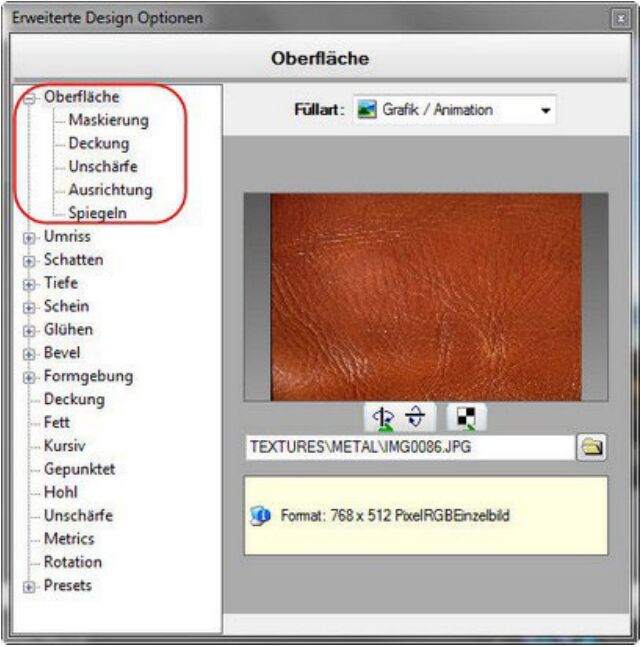 Erweiterte Design Optionen
Oberfläche
Oberfläche
Maskierung
Deckung
Unschärfe
Ausrichtung
Spiegeln
Umriss
Schatten
Tiefe
Schein
Glühen
Bevel
Formgebung
Deckung
Fett
Kursiv
Gepunktet
Hohl
Unschärfe
Metrics
Rotation
Presets
Füllart: Grafik / Animation
TEXTURES\METAL\IMG0086.JPG
Format: 768 x 512 PixelRGBEinzelbild